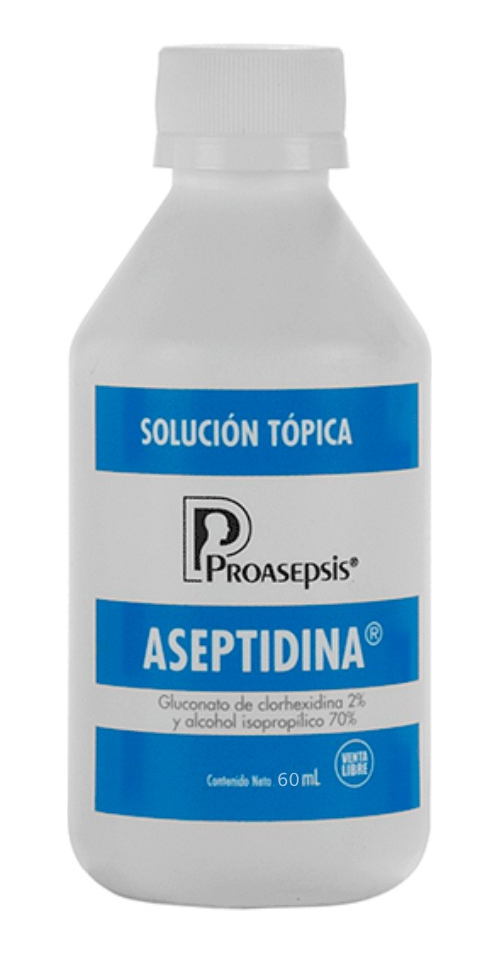 SOLUCIÓN TÓPICA
PROASEPSIS®
ASEPTIDINA®
Gluconato de clorhexidina 2%
y alcohol isopropílico 70%
Contenido Neto 60 mL
VENTA
LIBRE